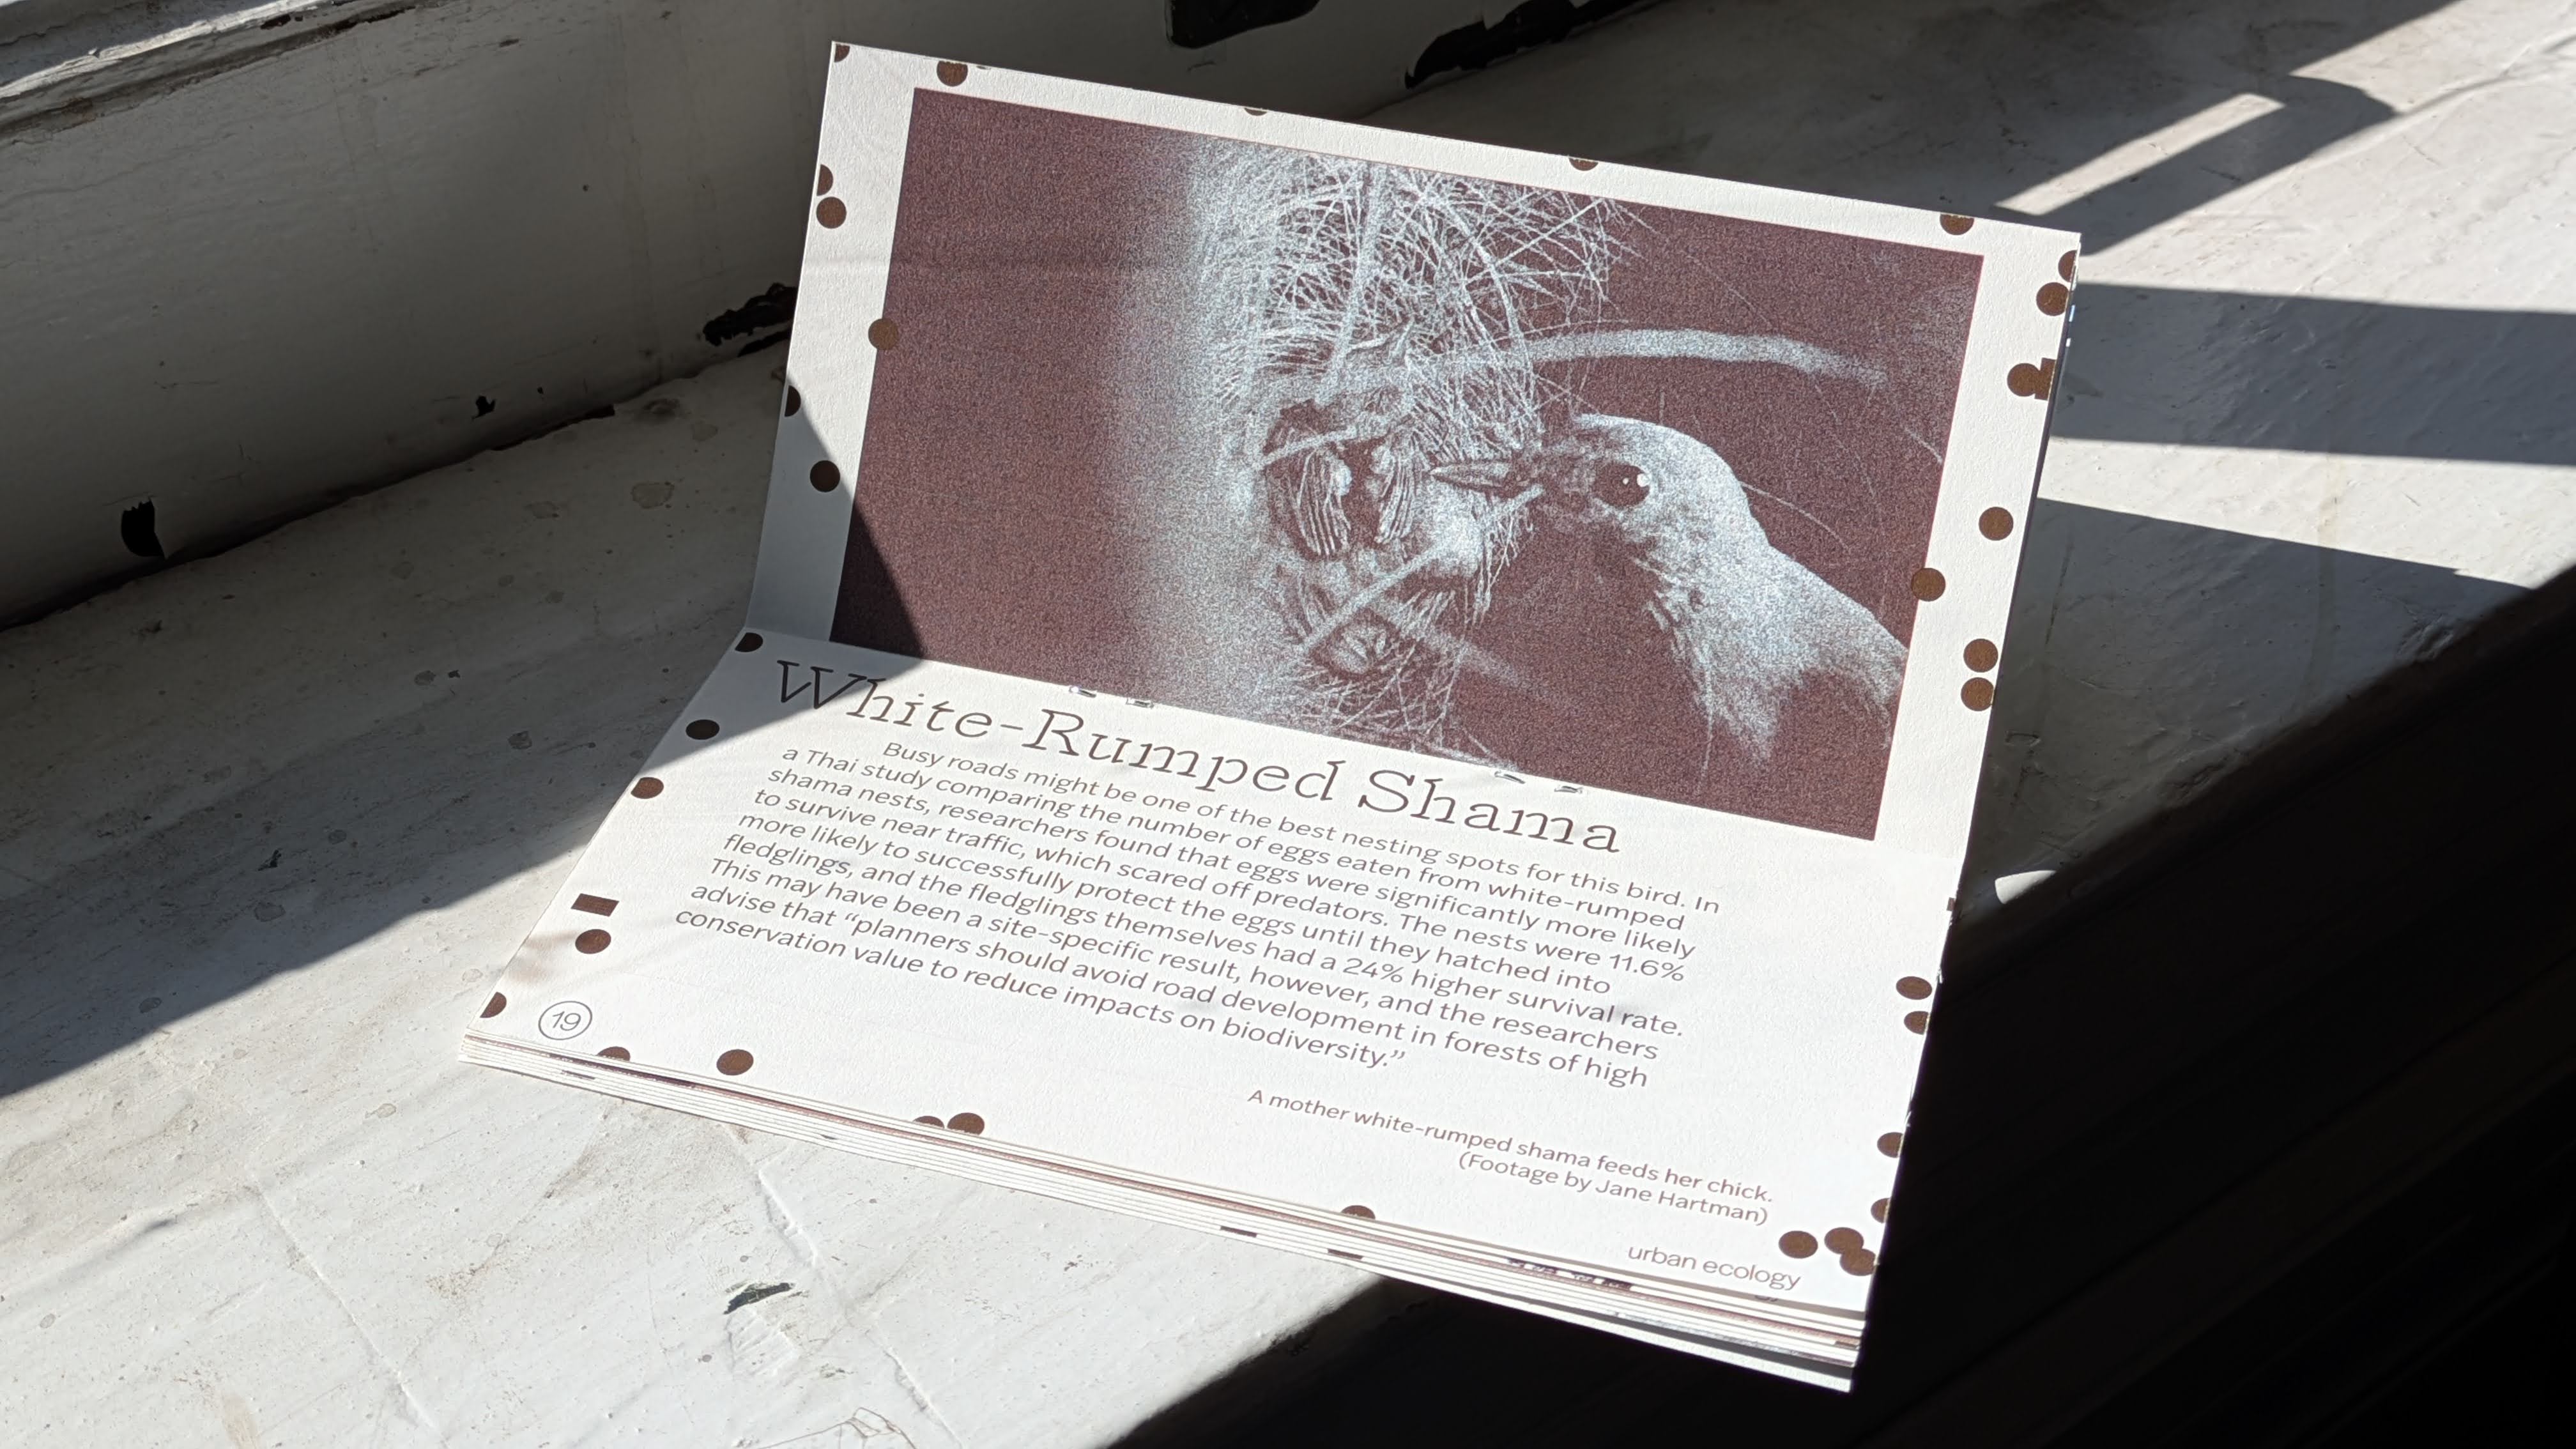 White-Rumped Shama
Busy roads might be one of the best nesting spots for this bird. In
a Thai study comparing the number of eggs eaten from white-rumped
shama nests, researchers found that eggs were significantly more likely
to survive near traffic, which scared off predators. The nests were 11.6%
more likely to successfully protect the eggs until they hatched into
fledglings, and the fledglings themselves had a 24% higher survival rate.
This may have been a site-specific result, however, and the researchers
advise that “planners should avoid road development in forests of high
conservation value to reduce impacts on biodiversity.”
A mother white-rumped shama feeds her chick.
(Footage by Jane Hartman)
19
urban ecology